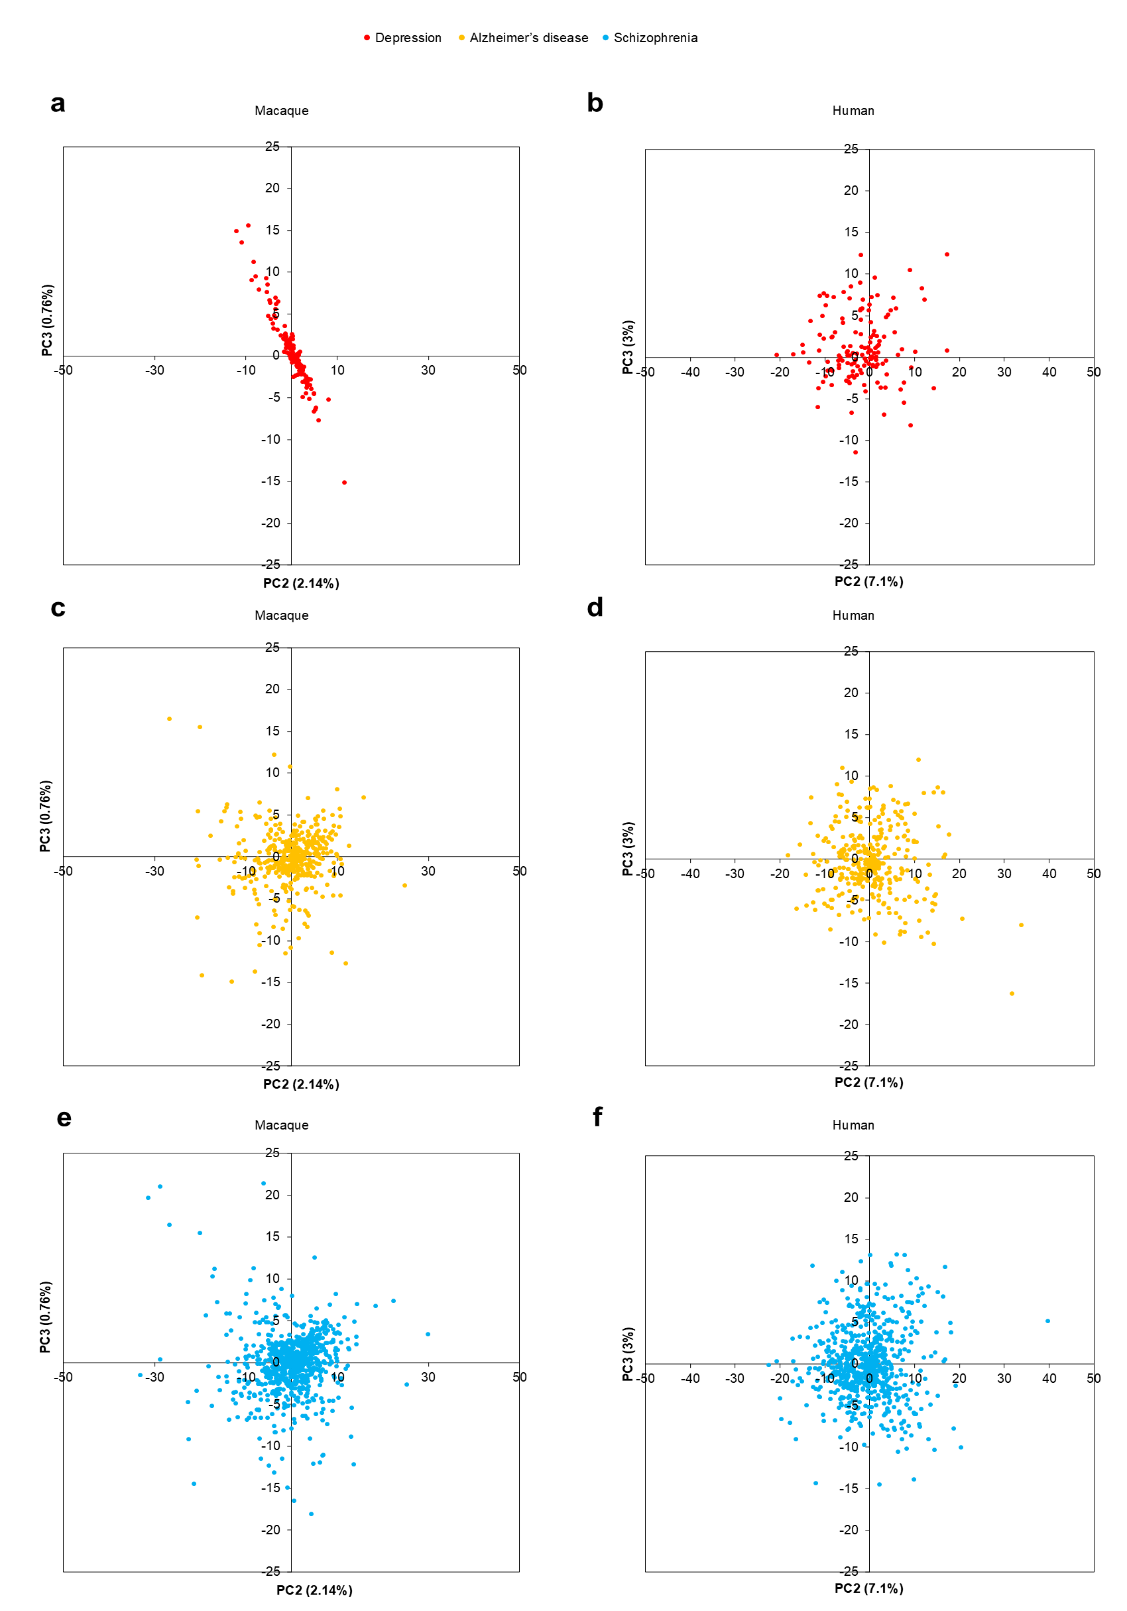 Depression Alzheimer's disease Schizophrenia
a
Macaque
25
20
15
10
5
0
-5
-10
-15
-20
-25
-50 -30 -10 10 30 50
PC3 (0.76%)
PC2 (2.14%)
b
Human
25
20
15
10
5
0
-5
-10
-15
-20
-25
-50 -40 -30 -20 -10 0 10 20 30 40 50
PC3 (3%)
PC2 (7.1%)
c
Macaque
25
20
15
10
5
0
-5
-10
-15
-20
-25
-50 -30 -10 10 30 50
PC3 (0.76%)
PC2 (2.14%)
d
Human
25
20
15
10
5
0
-5
-10
-15
-20
-25
-50 -40 -30 -20 -10 0 10 20 30 40 50
PC3 (3%)
PC2 (7.1%)
e
Macaque
25
20
15
10
5
0
-5
-10
-15
-20
-25
-50 -30 -10 10 30 50
PC3 (0.76%)
PC2 (2.14%)
f
Human
25
20
15
10
5
0
-5
-10
-15
-20
-25
-50 -40 -30 -20 -10 0 10 20 30 40 50
PC3 (3%)
PC2 (7.1%)